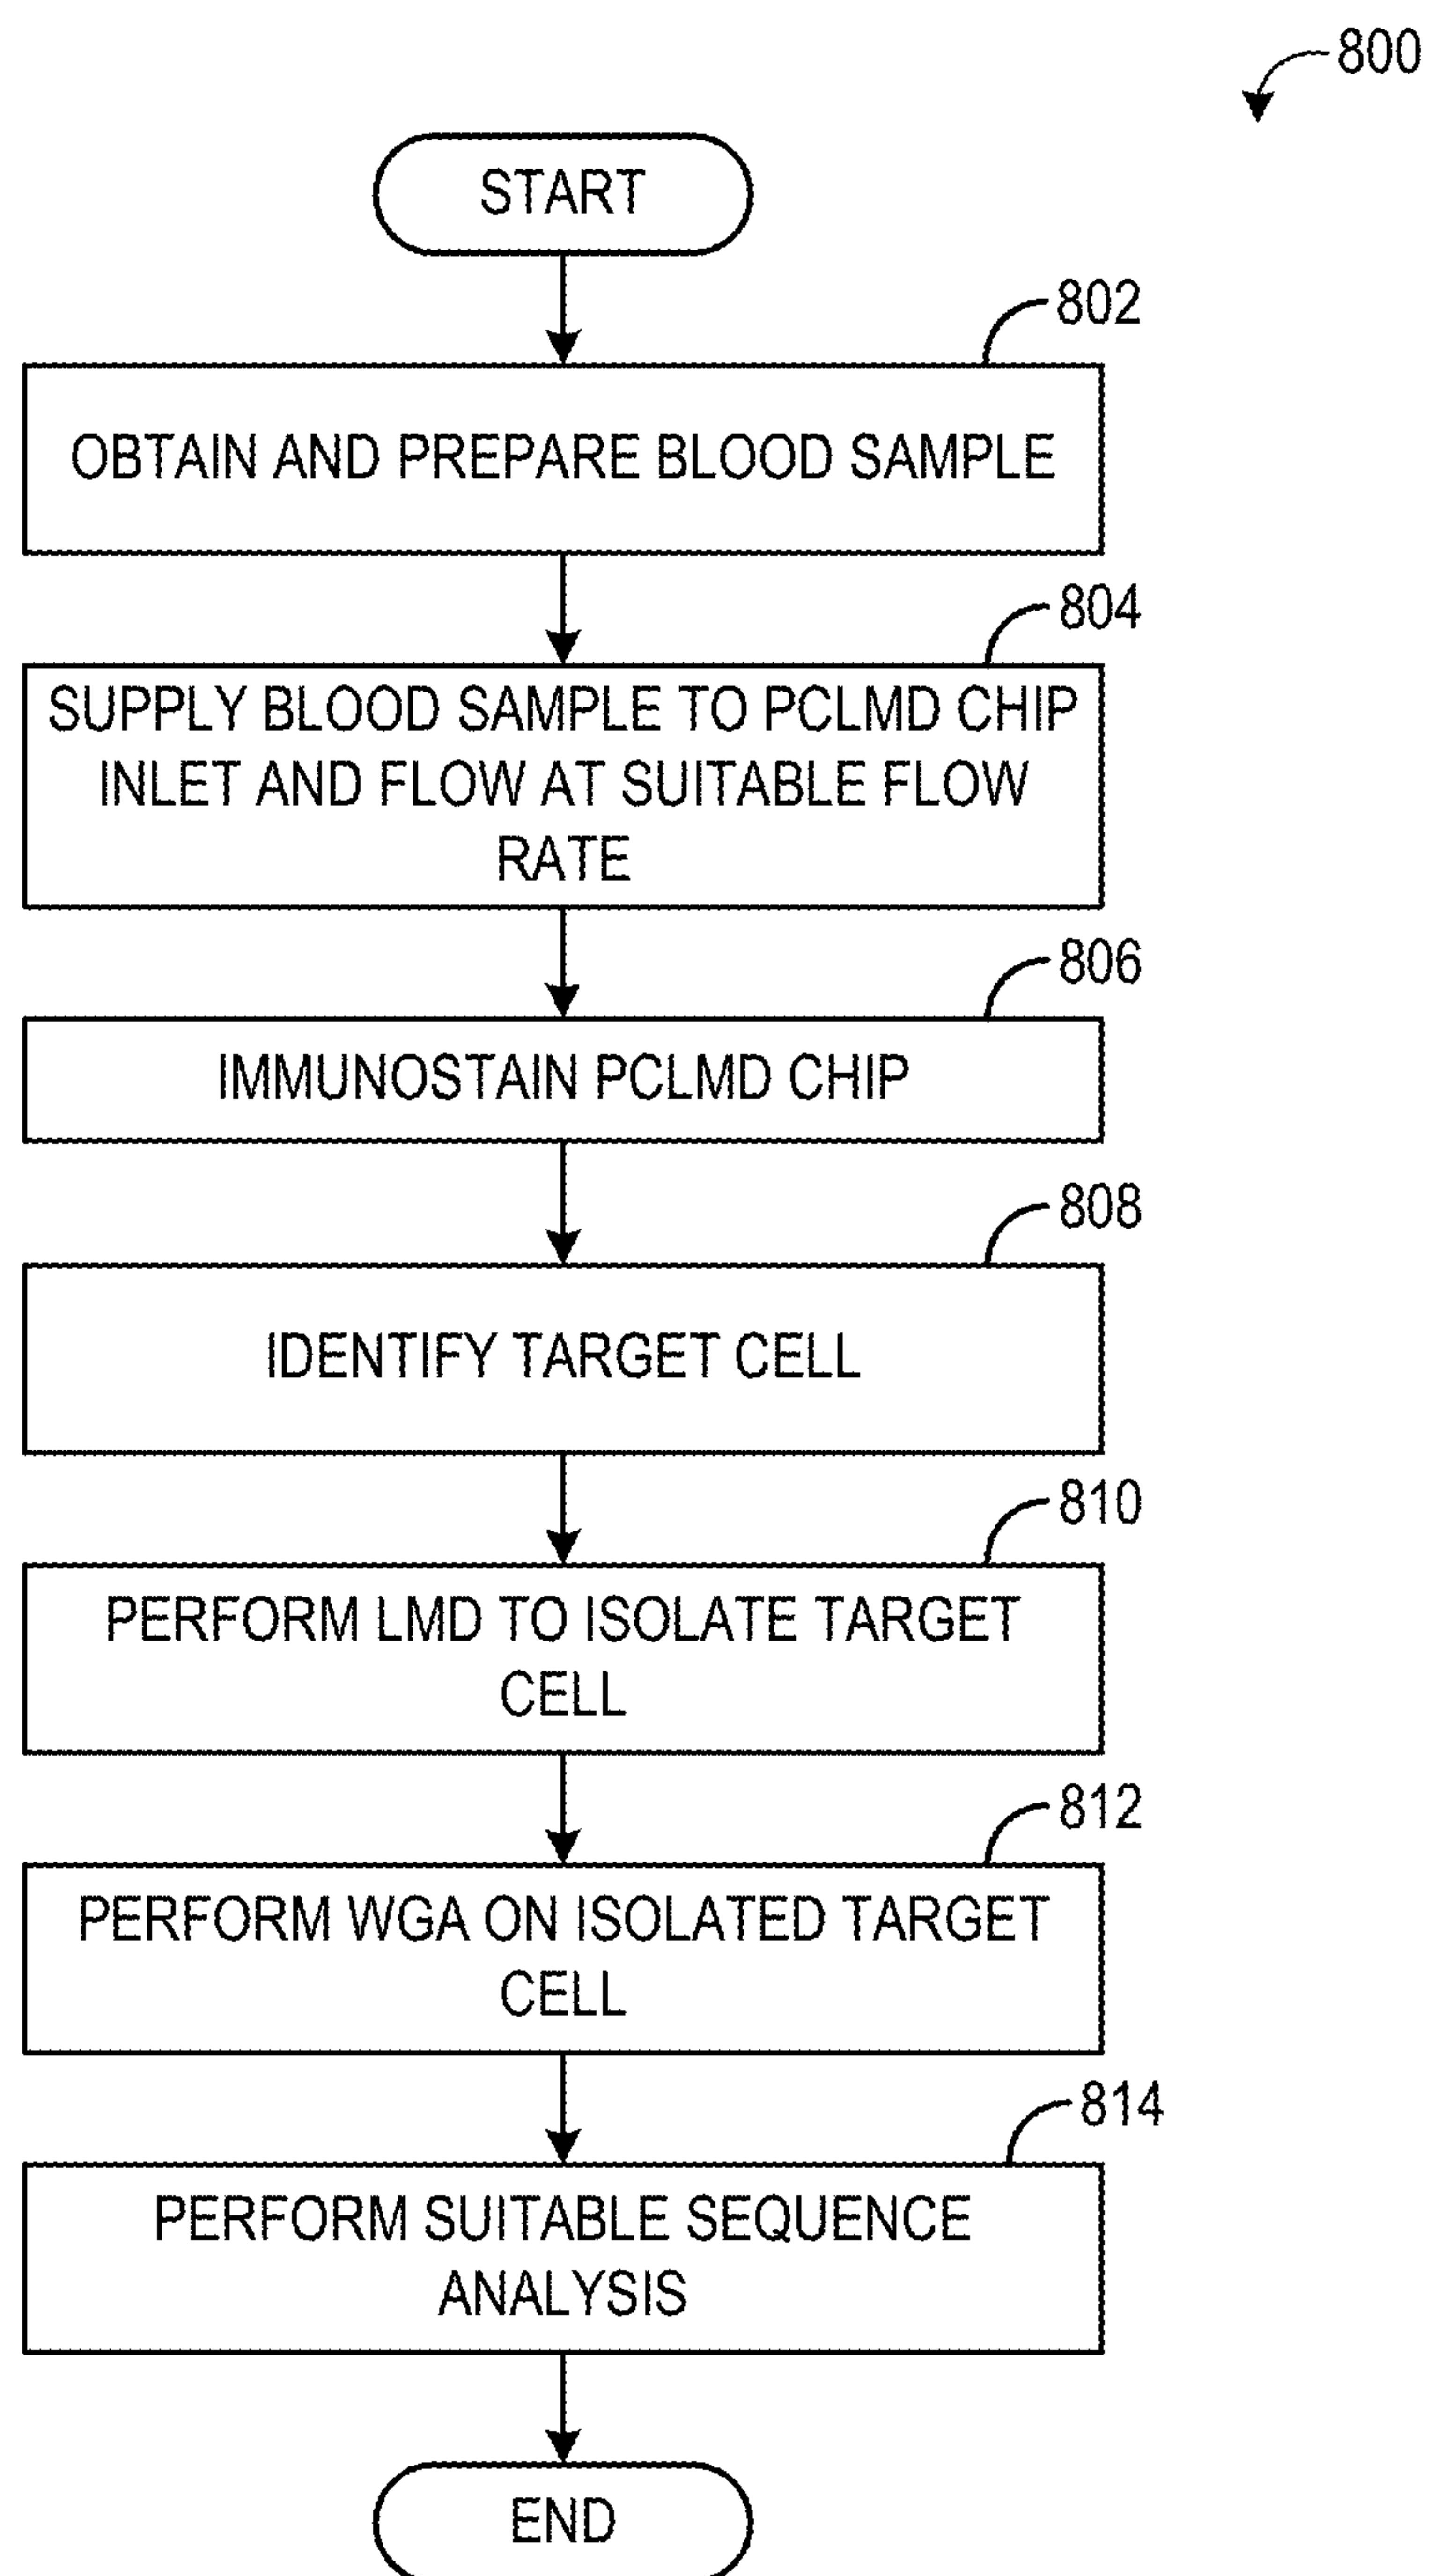 800
START
802
OBTAIN AND PREPARE BLOOD SAMPLE
804
SUPPLY BLOOD SAMPLE TO PCLMD CHIP
INLET AND FLOW AT SUITABLE FLOW
RATE
806
IMMUNOSTAIN PCLMD CHIP
808
IDENTIFY TARGET CELL
810
PERFORM LMD TO ISOLATE TARGET
CELL
812
PERFORM WGA ON ISOLATED TARGET
CELL
814
PERFORM SUITABLE SEQUENCE
ANALYSIS
END